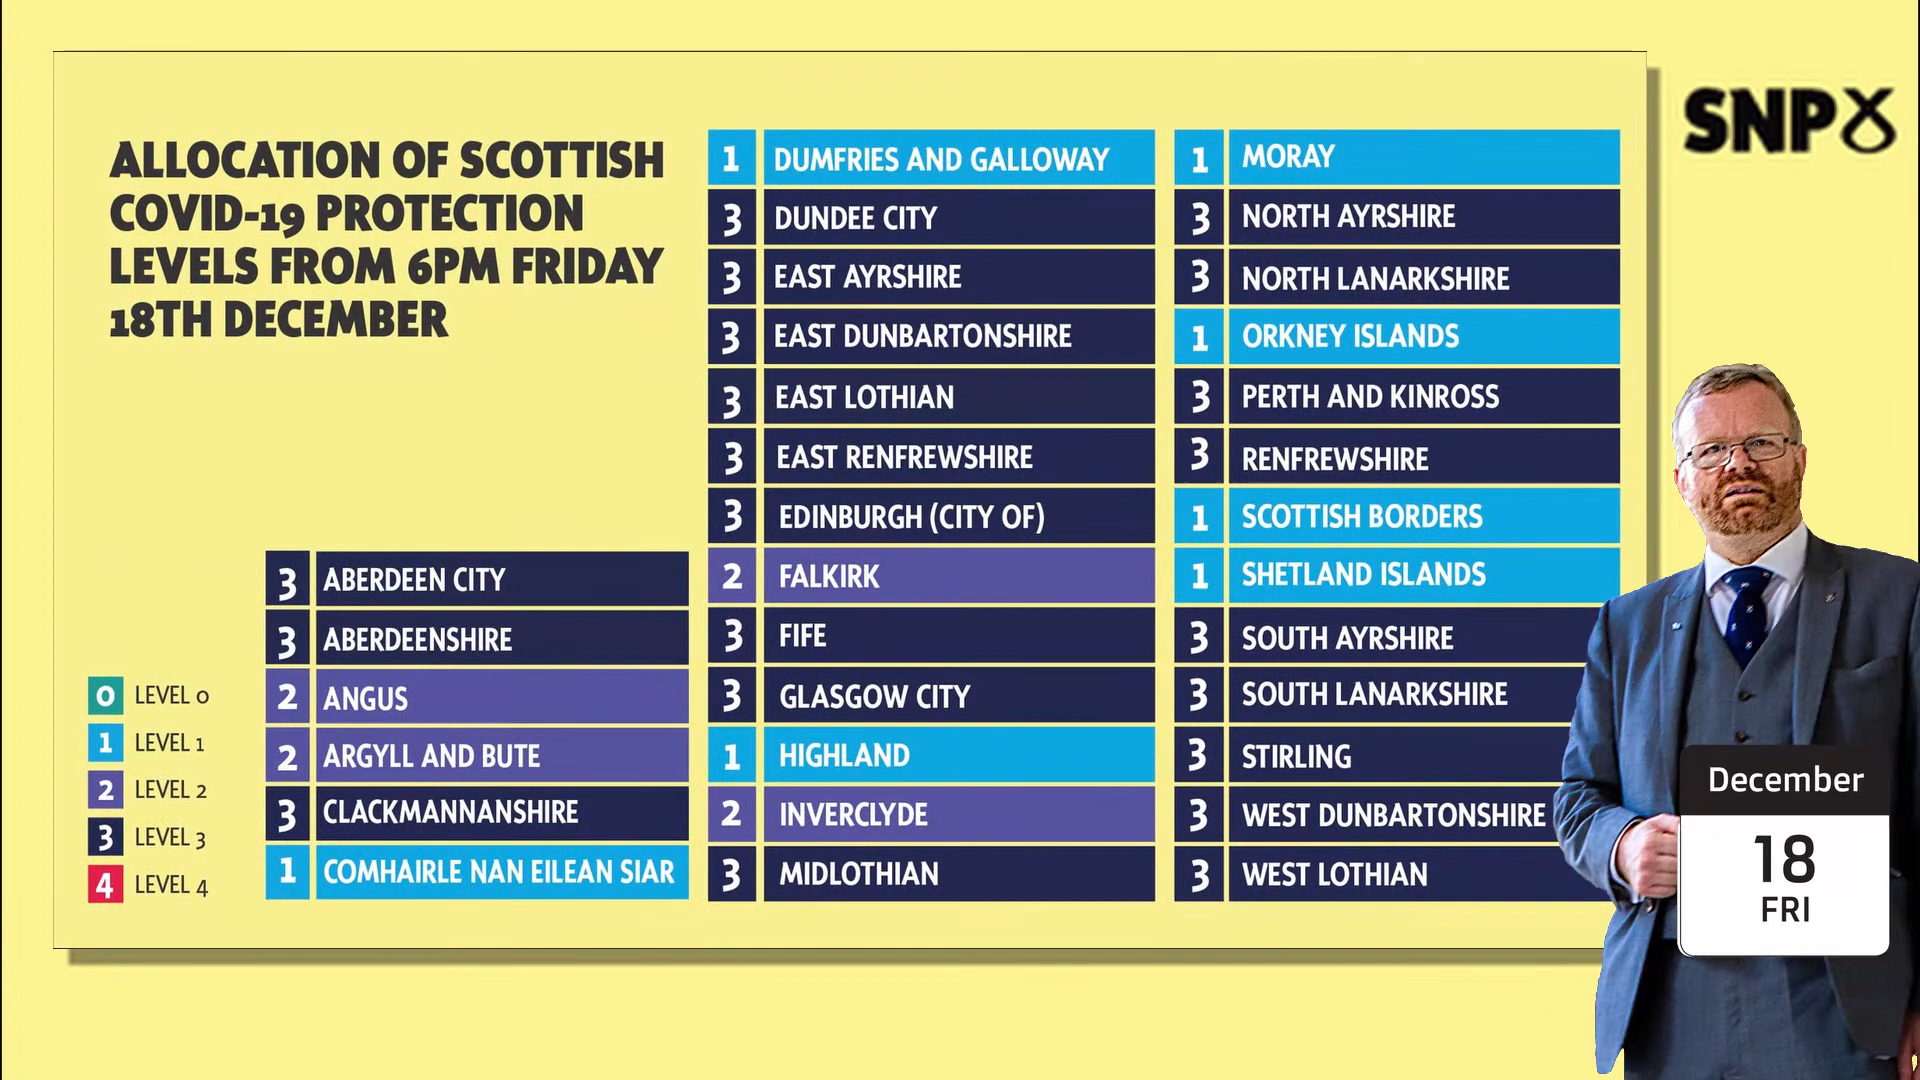 SNP
ALLOCATION OF SCOTTISH
COVID-19 PROTECTION
LEVELS FROM 6PM FRIDAY
18TH DECEMBER
0 LEVEL 0
1 LEVEL 1
2 LEVEL 2
3 LEVEL 3
4 LEVEL 4
3 ABERDEEN CITY
3 ABERDEENSHIRE
2 ANGUS
2 ARGYLL AND BUTE
3 CLACKMANNANSHIRE
1 COMHAIRLE NAN EILEAN SIAR
1 DUMFRIES AND GALLOWAY
3 DUNDEE CITY
3 EAST AYRSHIRE
3 EAST DUNBARTONSHIRE
3 EAST LOTHIAN
3 EAST RENFREWSHIRE
3 EDINBURGH (CITY OF)
2 FALKIRK
3 FIFE
3 GLASGOW CITY
1 HIGHLAND
2 INVERCLYDE
3 MIDLOTHIAN
1 MORAY
3 NORTH AYRSHIRE
3 NORTH LANARKSHIRE
1 ORKNEY ISLANDS
3 PERTH AND KINROSS
3 RENFREWSHIRE
1 SCOTTISH BORDERS
1 SHETLAND ISLANDS
3 SOUTH AYRSHIRE
3 SOUTH LANARKSHIRE
3 STIRLING
3 WEST DUNBARTONSHIRE
3 WEST LOTHIAN
December
18
FRI